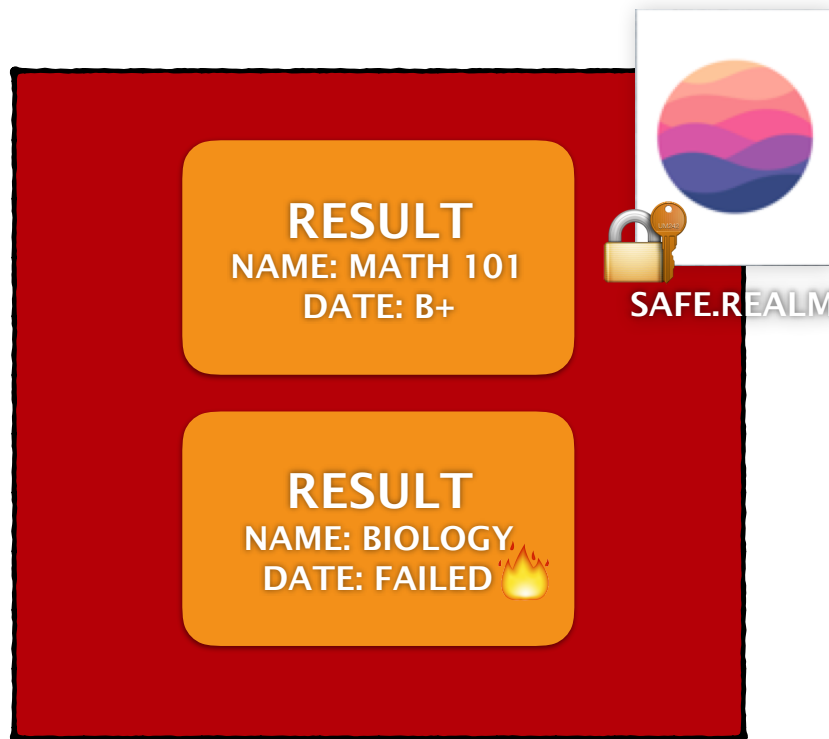 RESULT
NAME: MATH 101
DATE: B+
SAFE.REALM
RESULT
NAME: BIOLOGY
DATE: FAILED